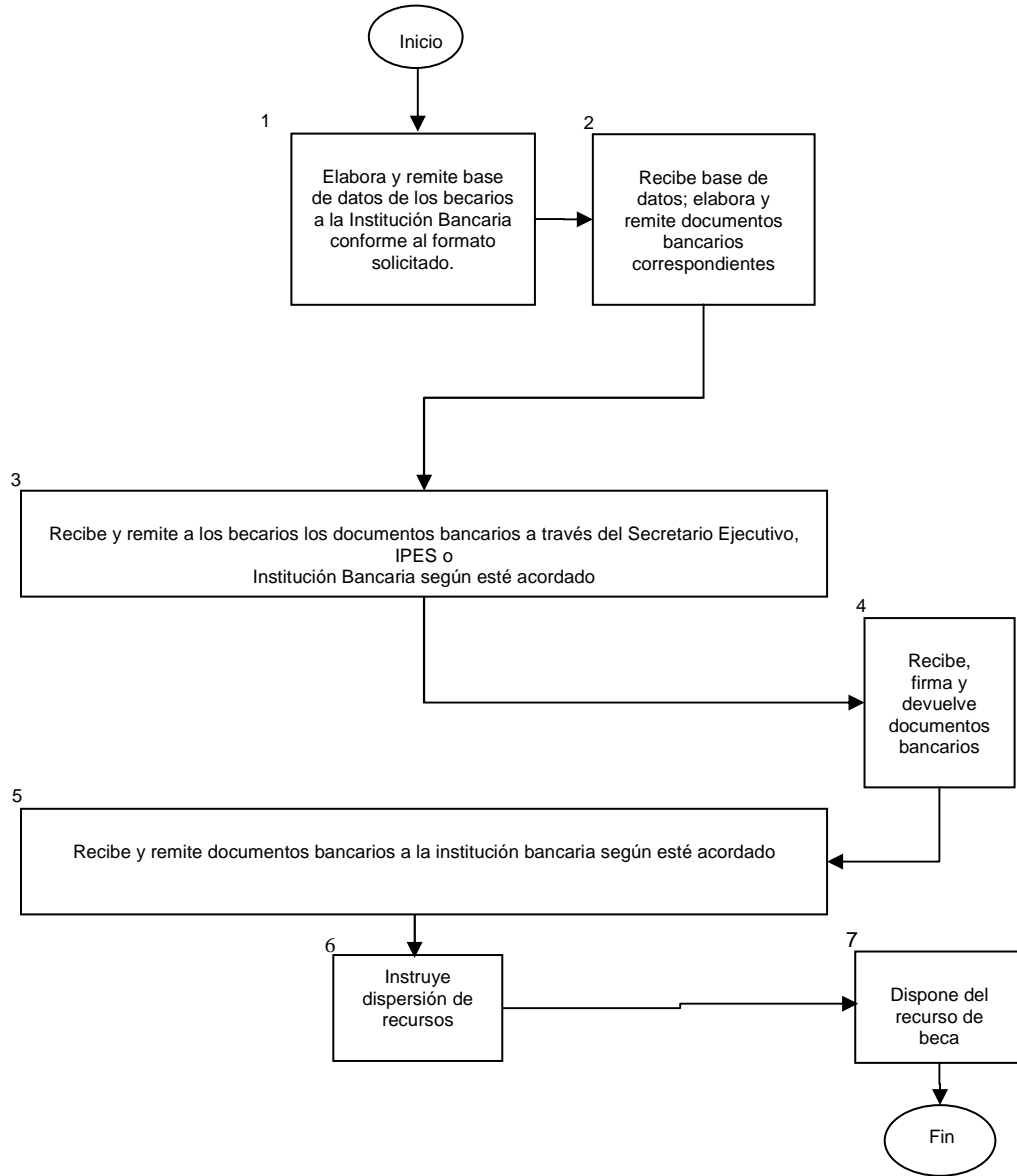 Inicio
1
Elabora y remite base
de datos de los becarios
a la Institución Bancaria
conforme al formato
solicitado.
2
Recibe base de
datos; elabora y
remite documentos
bancarios
correspondientes
3
Recibe y remite a los becarios los documentos bancarios a través del Secretario Ejecutivo,
IPES o
Institución Bancaria según esté acordado
4
Recibe,
firma y
devuelve
documentos
bancarios
5
Recibe y remite documentos bancarios a la institución bancaria según esté acordado
6
Instruye
dispersión de
recursos
7
Dispone del
recurso de
beca
Fin